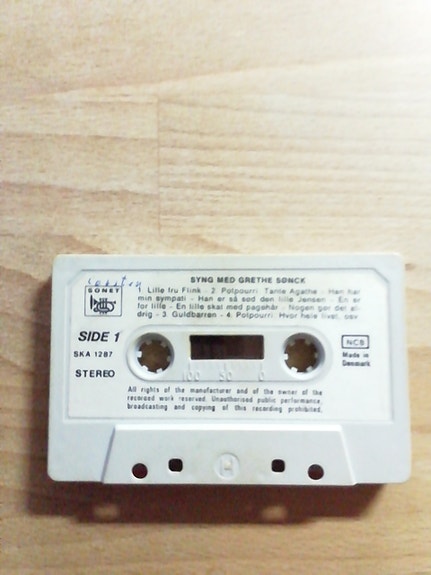 SYNG MED GRETHE SØNCK
SONET
1. Lille fru Flink - 2. Potpourri: Tante Agathe - Han har
min sympati - Han er så sød den lille Jensen - En er
for lille - En lille skal med pagehår - Nogen gør det al-
drig - 3. Guldbarren - 4. Potpourri: Hvor hele livet, osv
SIDE 1
SKA 1287
STEREO
NCB
Made in
Denmark
100 50 0
All rights of the manufacturer and of the owner of the
recorded work reserved. Unauthorised public performance,
broadcasting and copying of this recording prohibited.